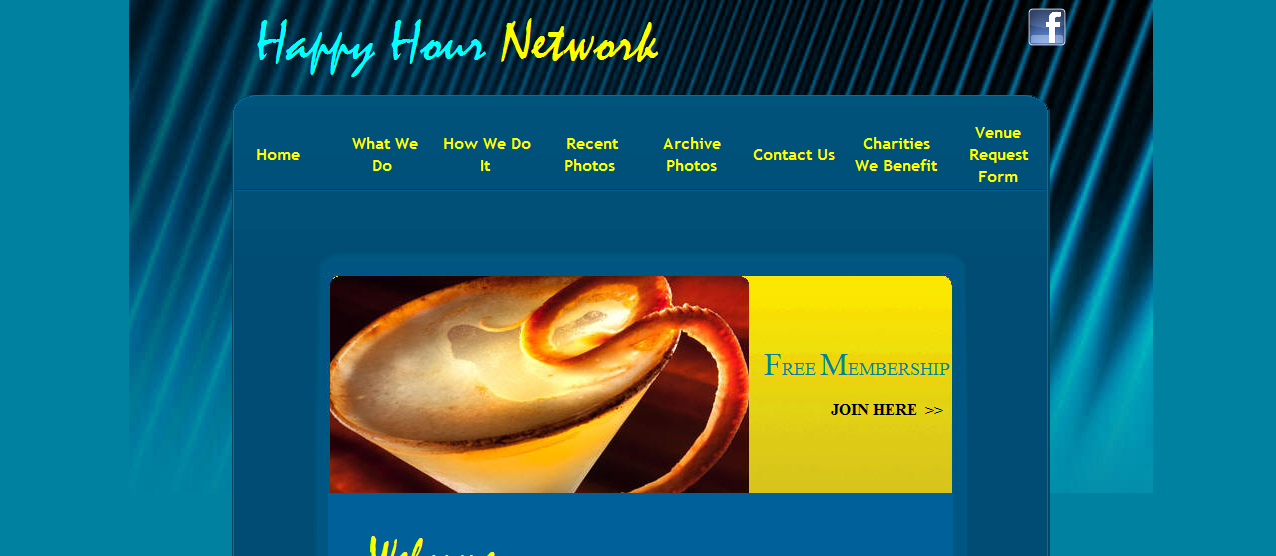 Happy Hour Network
f
Home
What We Do
How We Do It
Recent Photos
Archive Photos
Contact Us
Charities We Benefit
Venue Request Form
FREE MEMBERSHIP
JOIN HERE >>